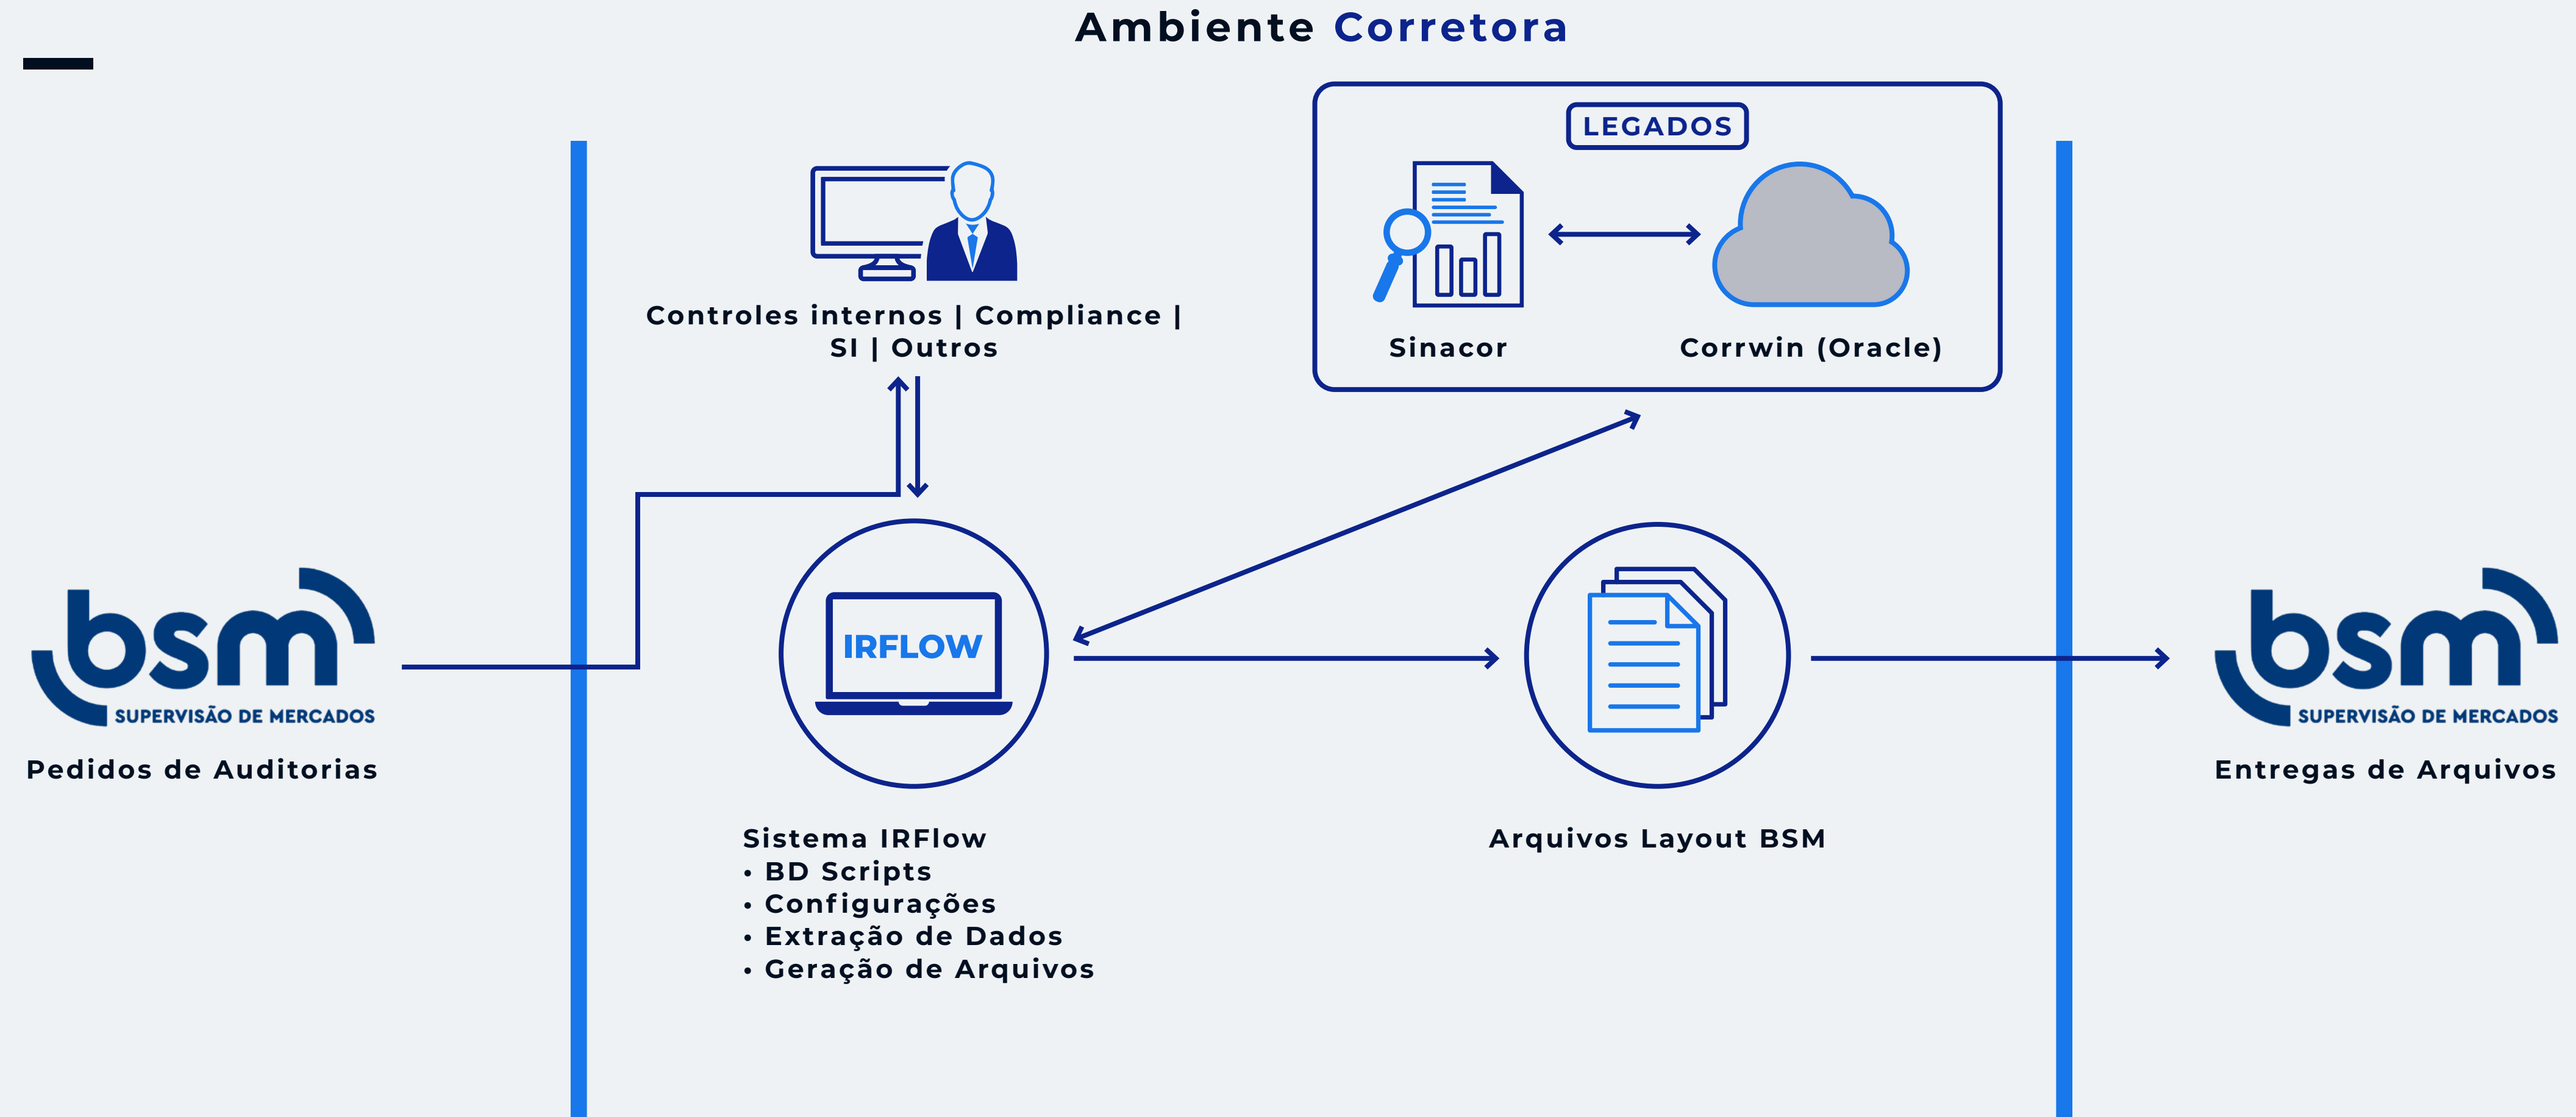 Ambiente Corretora
LEGADOS
Controles internos | Compliance |
SI | Outros
Sinacor
Corrwin (Oracle)
bsm
SUPERVISÃO DE MERCADOS
Pedidos de Auditorias
IRFLOW
Sistema IRFlow
• BD Scripts
• Configurações
• Extração de Dados
• Geração de Arquivos
Arquivos Layout BSM
bsm
SUPERVISÃO DE MERCADOS
Entregas de Arquivos